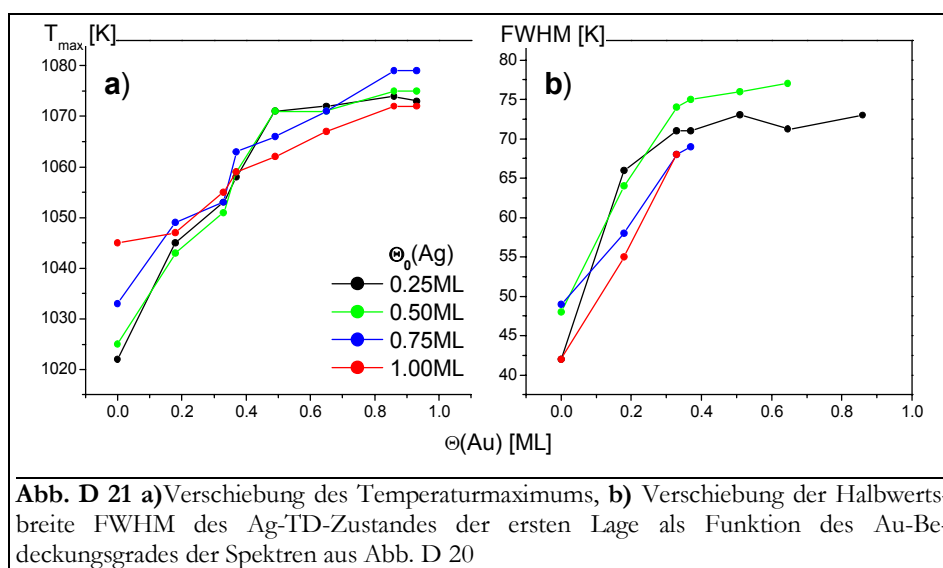 T_max [K]
FWHM [K]
a)
b)
1080
1070
1060
1050
1040
1030
1020
Θ₀(Ag)
0.25ML
0.50ML
0.75ML
1.00ML
0.0 0.2 0.4 0.6 0.8 1.0
80
75
70
65
60
55
50
45
40
0.0 0.2 0.4 0.6 0.8 1.0
Θ(Au) [ML]
Abb. D 21 a)Verschiebung des Temperaturmaximums, b) Verschiebung der Halbwerts-
breite FWHM des Ag-TD-Zustandes der ersten Lage als Funktion des Au-Be-
deckungsgrades der Spektren aus Abb. D 20